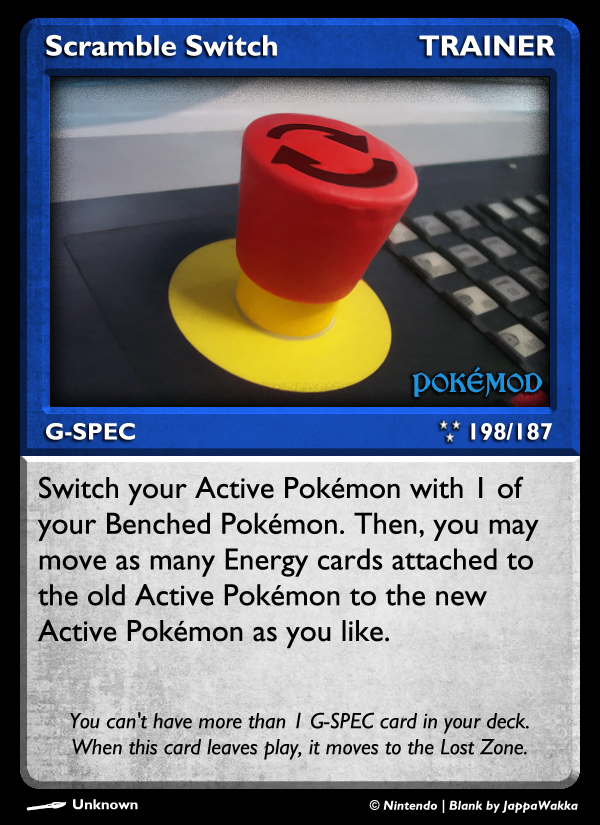 Scramble Switch TRAINER
POKÉMOD
G-SPEC 198/187
Switch your Active Pokémon with 1 of
your Benched Pokémon. Then, you may
move as many Energy cards attached to
the old Active Pokémon to the new
Active Pokémon as you like.
You can't have more than 1 G-SPEC card in your deck.
When this card leaves play, it moves to the Lost Zone.
Unknown © Nintendo | Blank by JappaWakka